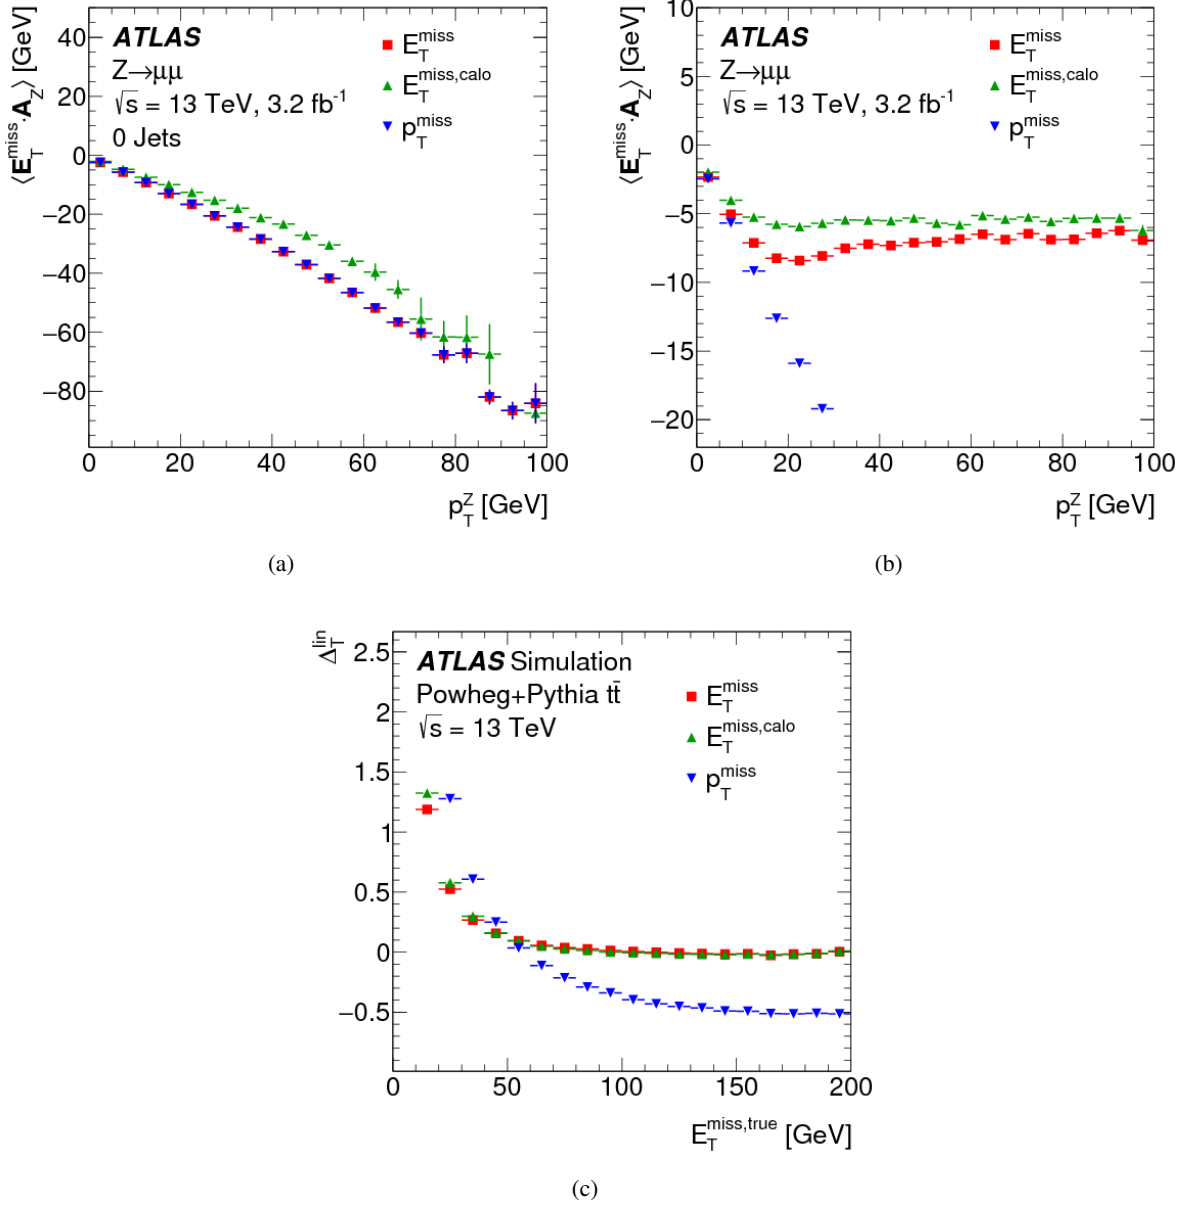 ⟨E_T^miss · A_Z⟩ [GeV]
ATLAS
Z→μμ
√s = 13 TeV, 3.2 fb⁻¹
0 Jets
E_T^miss
E_T^miss,calo
p_T^miss
40
20
0
−20
−40
−60
−80
0 20 40 60 80 100
p_T^Z [GeV]
(a)
⟨E_T^miss · A_Z⟩ [GeV]
ATLAS
Z→μμ
√s = 13 TeV, 3.2 fb⁻¹
E_T^miss
E_T^miss,calo
p_T^miss
10
5
0
−5
−10
−15
−20
0 20 40 60 80 100
p_T^Z [GeV]
(b)
Δ_T^lin
ATLAS Simulation
Powheg+Pythia tt̄
√s = 13 TeV
E_T^miss
E_T^miss,calo
p_T^miss
2.5
2
1.5
1
0.5
0
−0.5
0 50 100 150 200
E_T^miss,true [GeV]
(c)